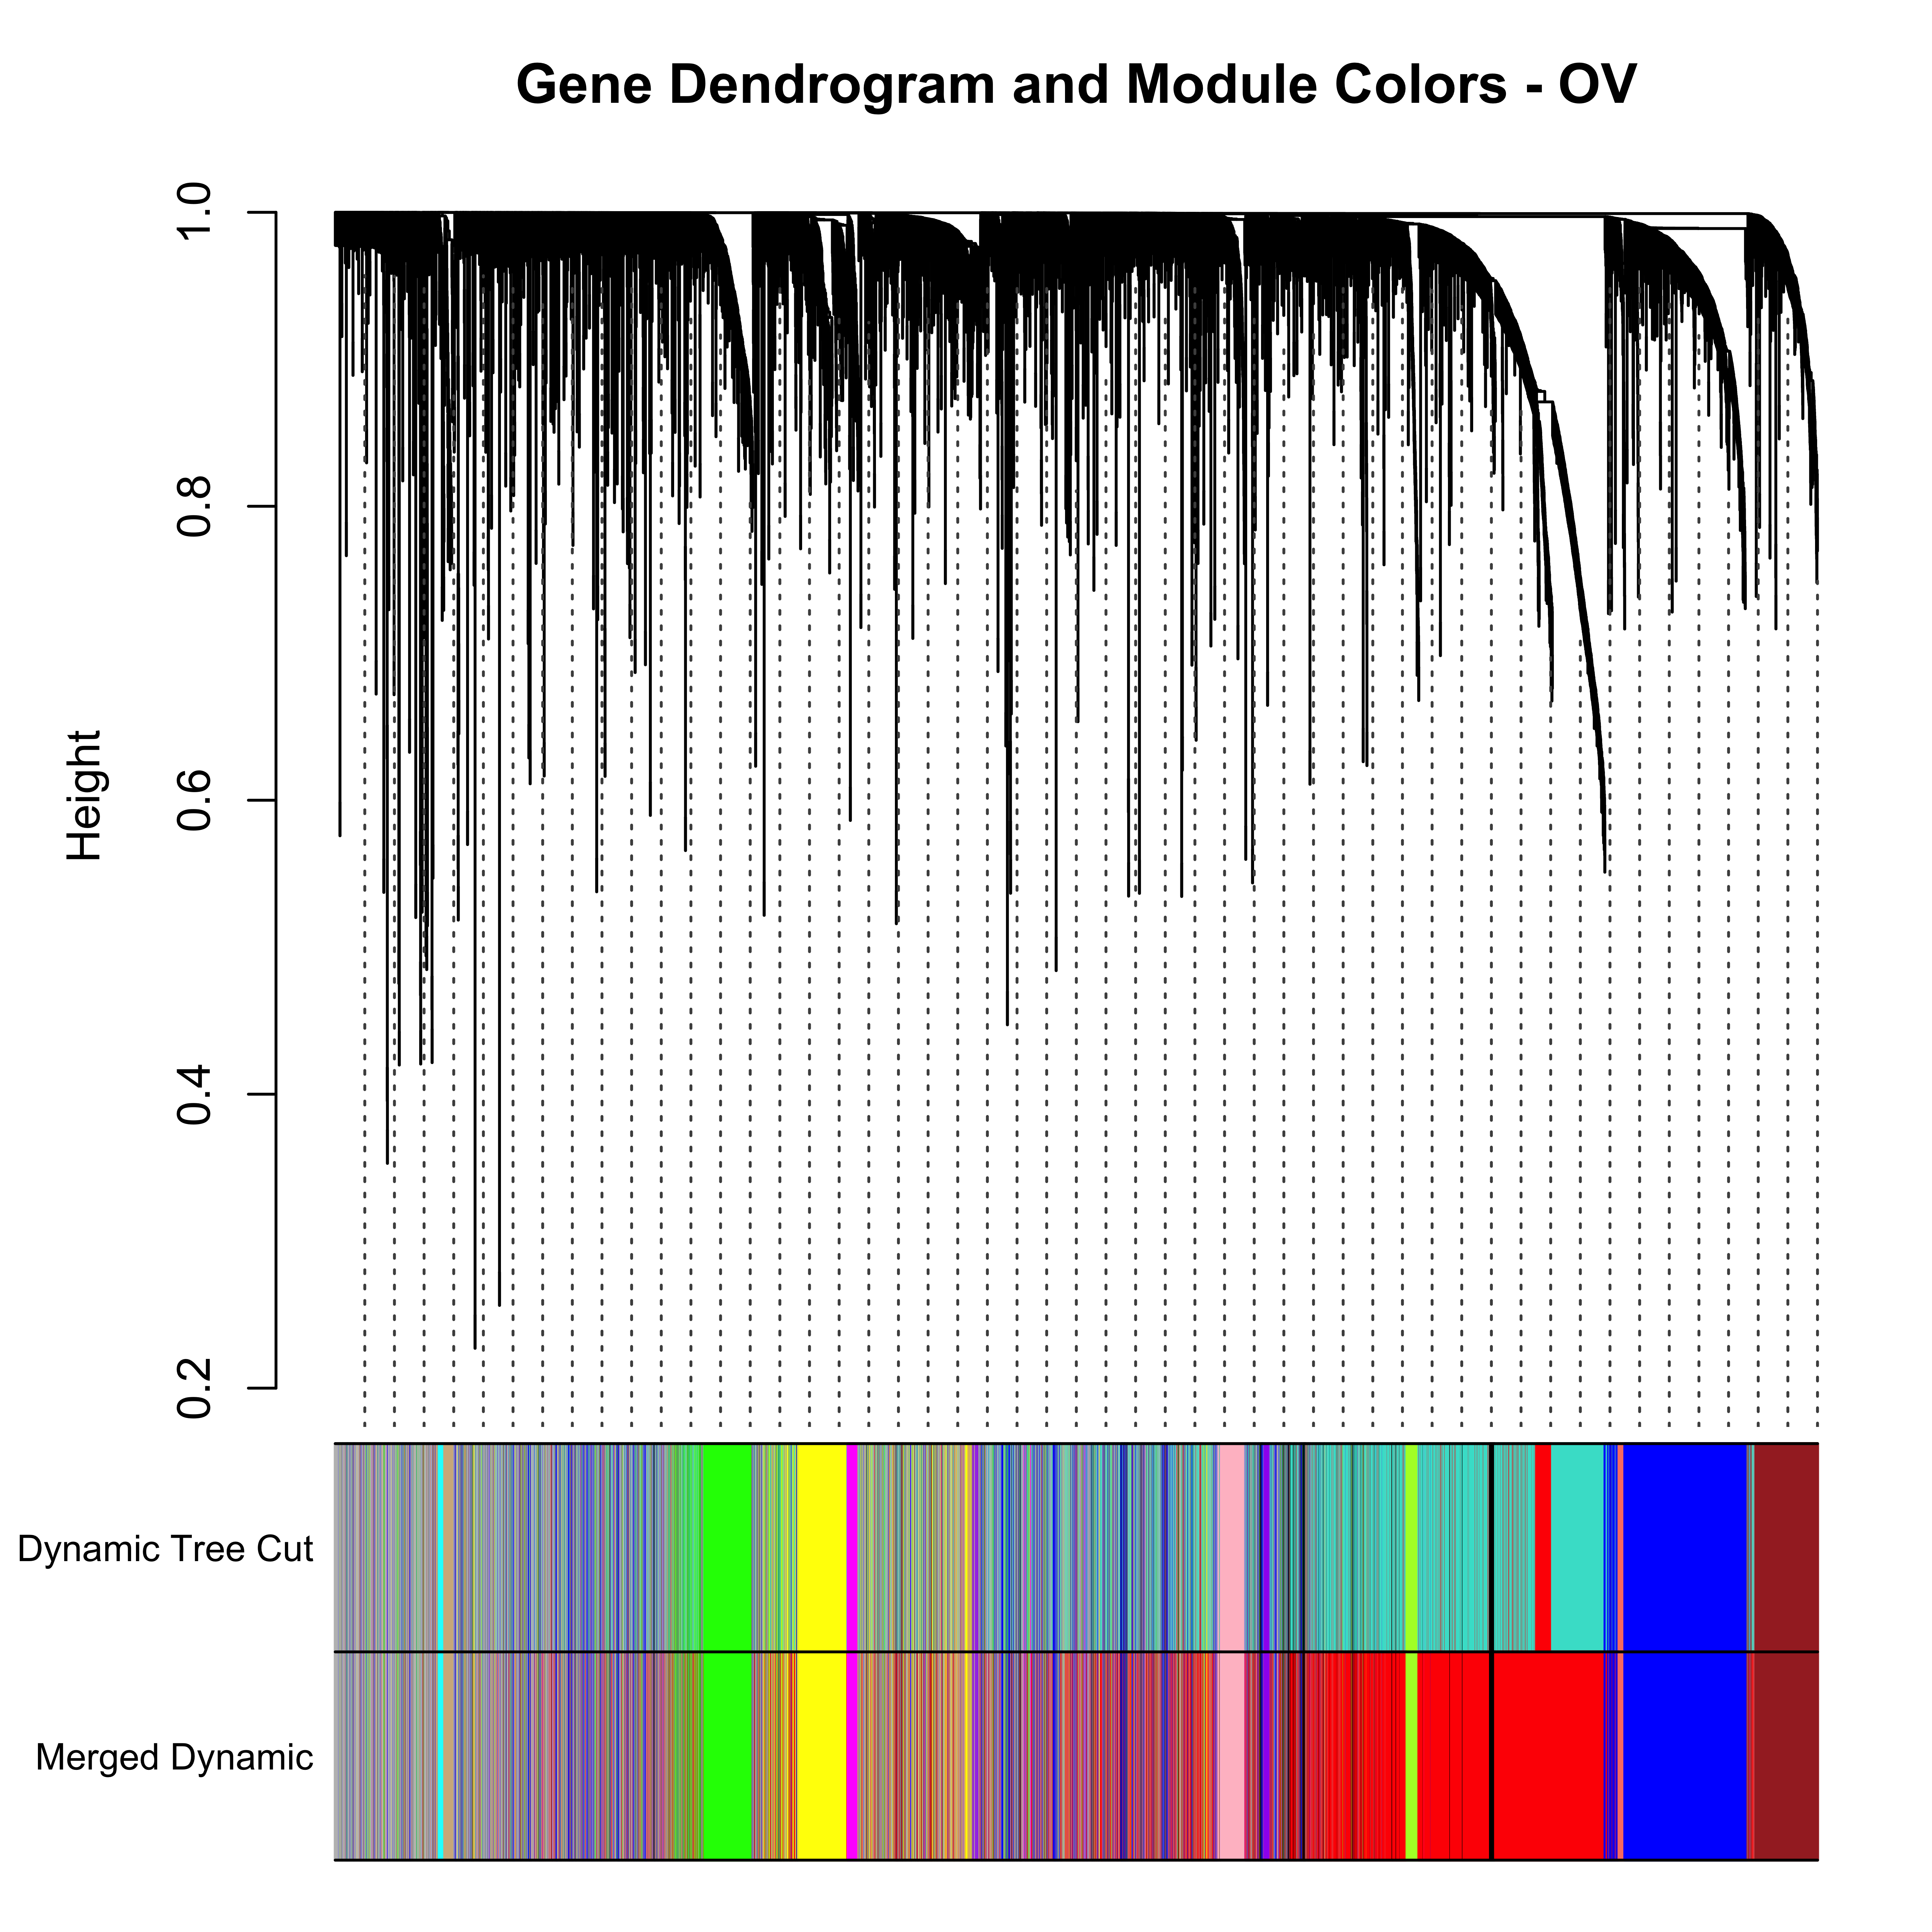 Gene Dendrogram and Module Colors - OV
1.0
0.8
0.6
0.4
0.2
Height
Dynamic Tree Cut
Merged Dynamic